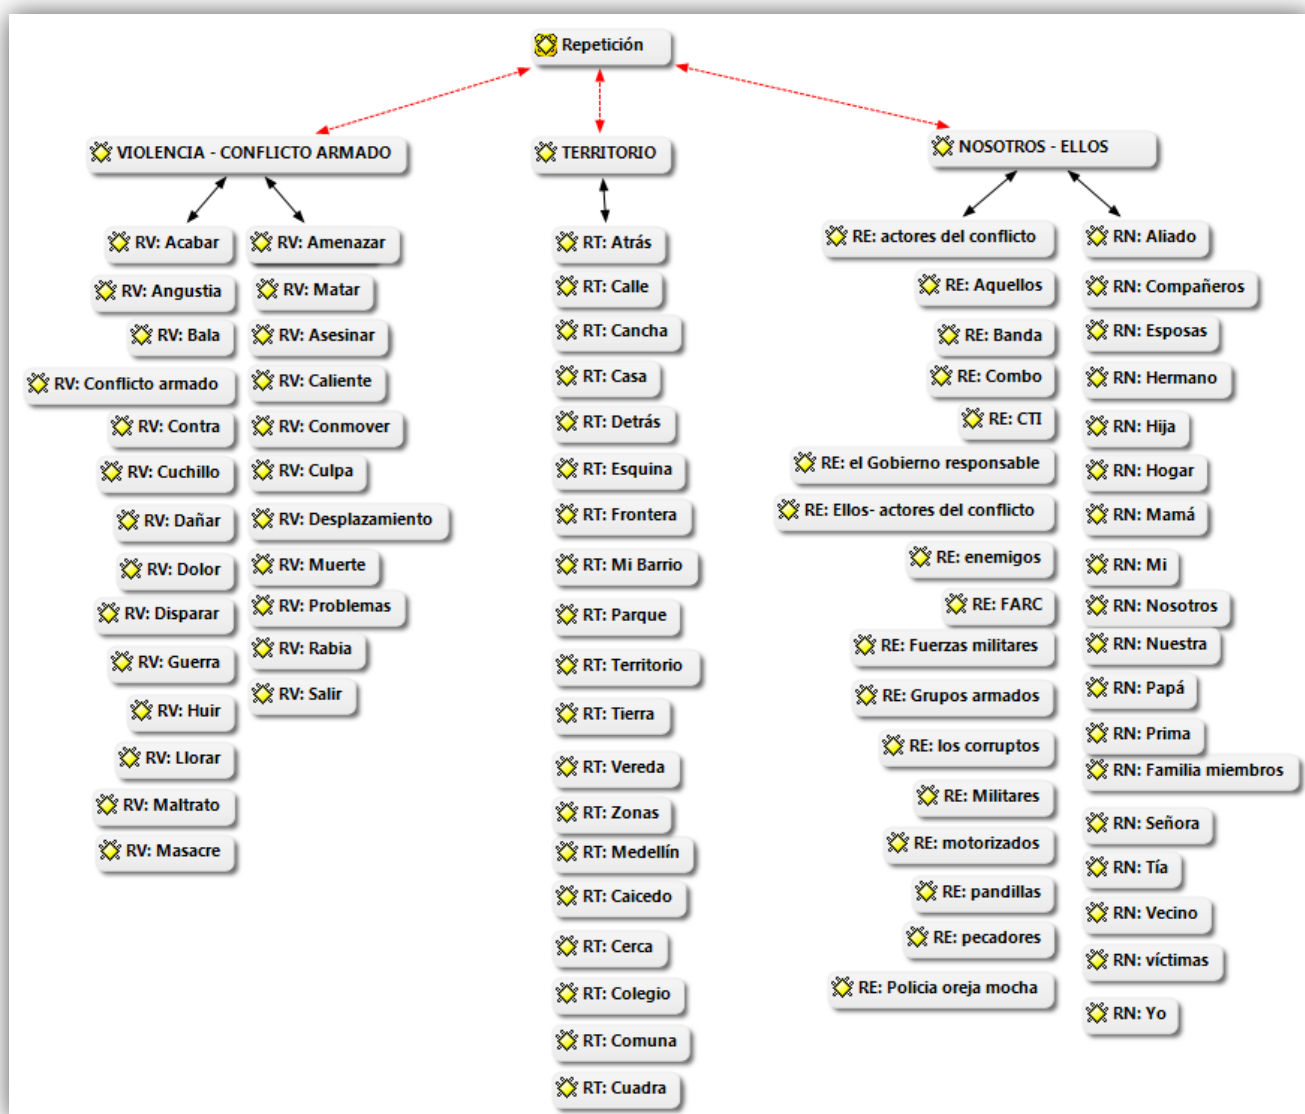 Repetición
VIOLENCIA - CONFLICTO ARMADO
RV: Acabar
RV: Angustia
RV: Bala
RV: Conflicto armado
RV: Contra
RV: Cuchillo
RV: Dañar
RV: Dolor
RV: Disparar
RV: Guerra
RV: Huir
RV: Llorar
RV: Maltrato
RV: Masacre
RV: Amenazar
RV: Matar
RV: Asesinar
RV: Caliente
RV: Conmover
RV: Culpa
RV: Desplazamiento
RV: Muerte
RV: Problemas
RV: Rabia
RV: Salir
TERRITORIO
RT: Atrás
RT: Calle
RT: Cancha
RT: Casa
RT: Detrás
RT: Esquina
RT: Frontera
RT: Mi Barrio
RT: Parque
RT: Territorio
RT: Tierra
RT: Vereda
RT: Zonas
RT: Medellín
RT: Caicedo
RT: Cerca
RT: Colegio
RT: Comuna
RT: Cuadra
NOSOTROS - ELLOS
RE: actores del conflicto
RE: Aquellos
RE: Banda
RE: Combo
RE: CTI
RE: el Gobierno responsable
RE: Ellos- actores del conflicto
RE: enemigos
RE: FARC
RE: Fuerzas militares
RE: Grupos armados
RE: los corruptos
RE: Militares
RE: motorizados
RE: pandillas
RE: pecadores
RE: Policia oreja mocha
RN: Aliado
RN: Compañeros
RN: Esposas
RN: Hermano
RN: Hija
RN: Hogar
RN: Mamá
RN: Mi
RN: Nosotros
RN: Nuestra
RN: Papá
RN: Prima
RN: Familia miembros
RN: Señora
RN: Tía
RN: Vecino
RN: víctimas
RN: Yo